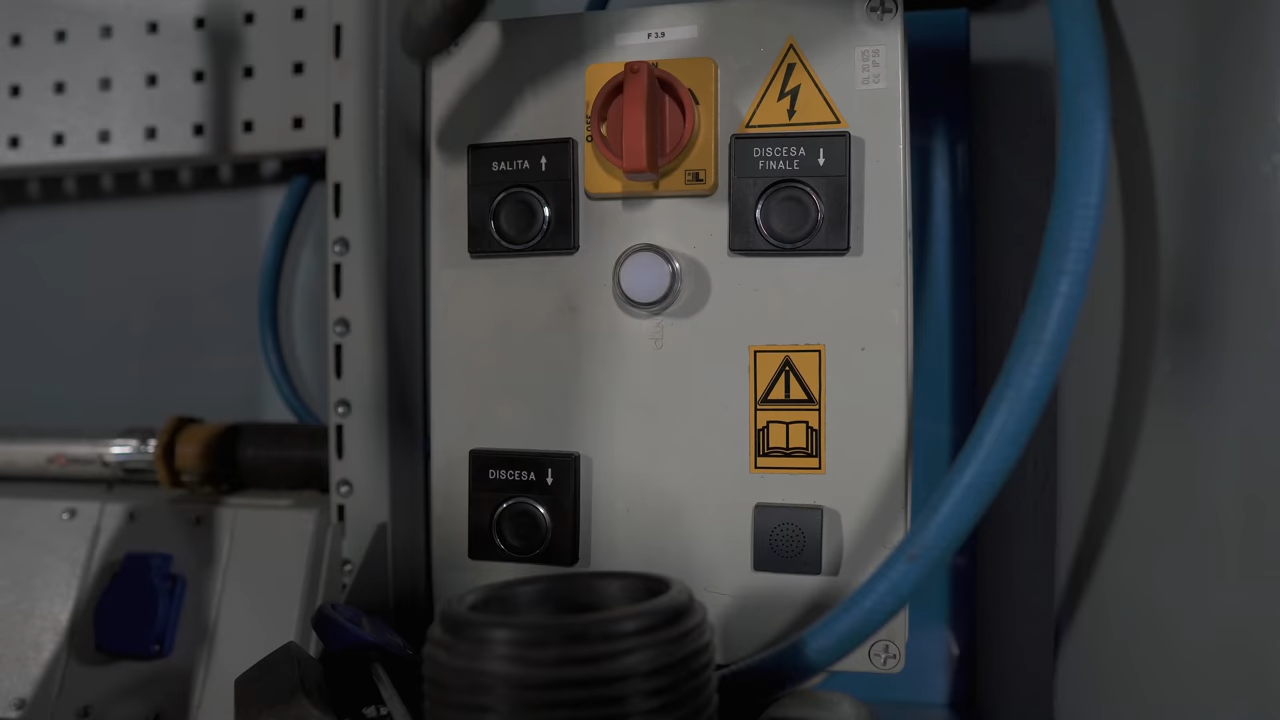 F 3.9
SALITA ↑
DISCESA ↓
FINALE
DISCESA ↓